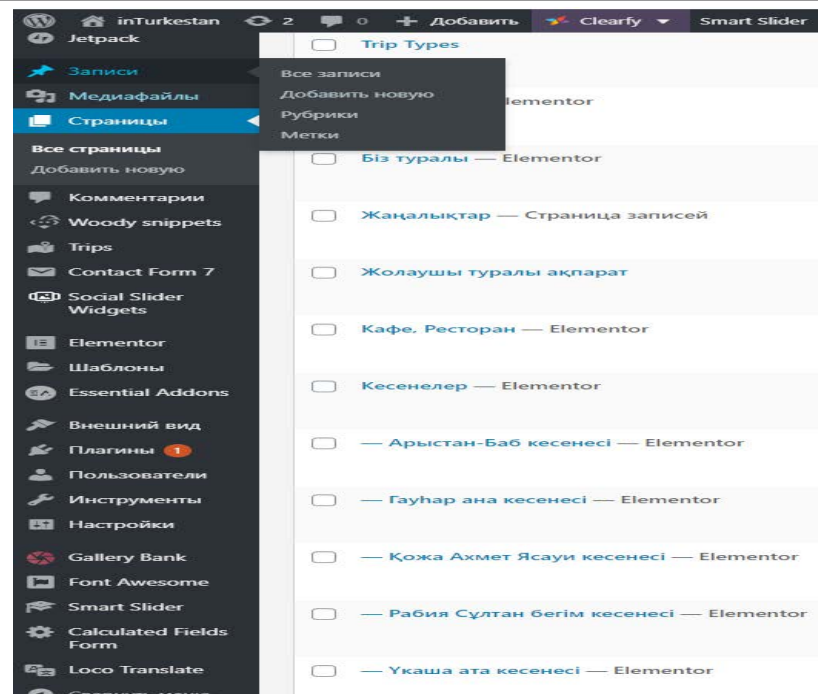 inTurkestan 2 0 + Добавить Clearfy Smart Slider
Jetpack
Записи
Медиафайлы
Страницы
Все страницы
Добавить новую
Комментарии
Woody snippets
Trips
Contact Form 7
Social Slider
Widgets
Elementor
Шаблоны
Essential Addons
Внешний вид
Плагины 1
Пользователи
Инструменты
Настройки
Gallery Bank
Font Awesome
Smart Slider
Calculated Fields
Form
Loco Translate
Все записи
Добавить новую
Рубрики
Метки
Trip Types
lementor
Біз туралы — Elementor
Жаңалықтар — Страница записей
Жолаушы туралы ақпарат
Кафе, Ресторан — Elementor
Кесенелер — Elementor
— Арыстан-Баб кесенесі — Elementor
— Гауһар ана кесенесі — Elementor
— Қожа Ахмет Ясауи кесенесі — Elementor
— Рабия Сұлтан бегім кесенесі — Elementor
— Үкаша ата кесенесі — Elementor